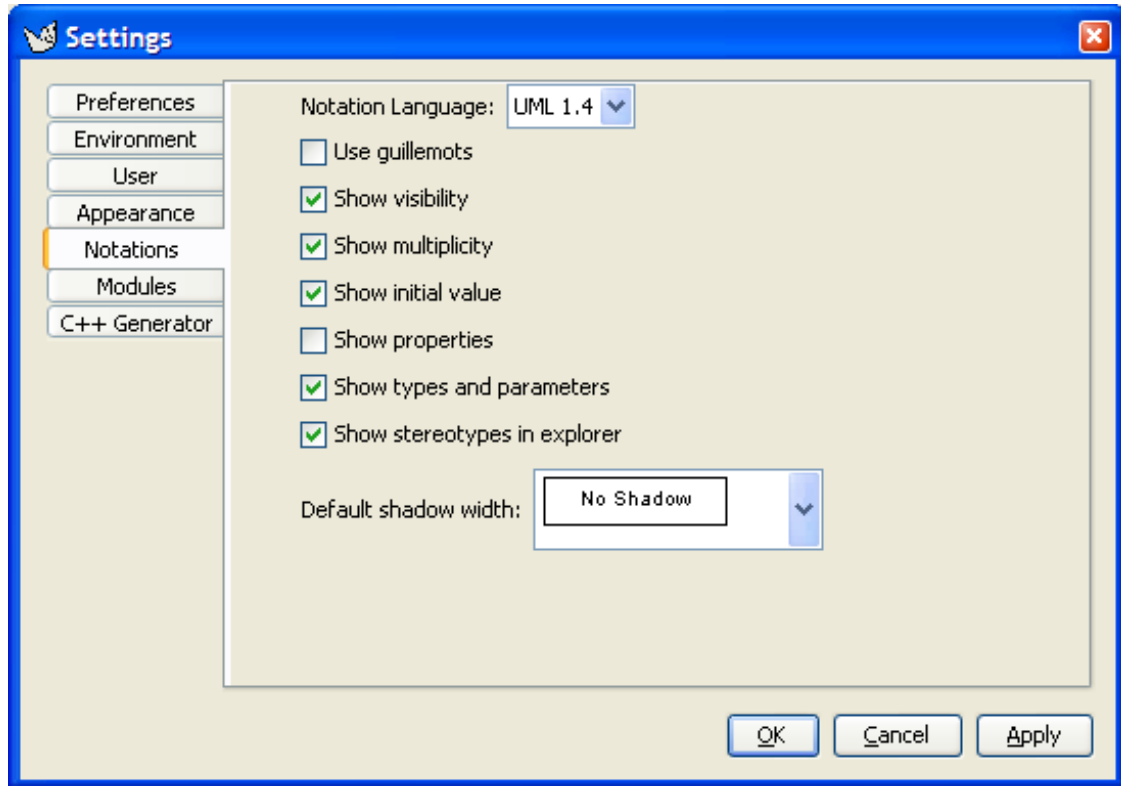 Settings
Preferences
Environment
User
Appearance
Notations
Modules
C++ Generator
Notation Language: UML 1.4
Use guillemots
Show visibility
Show multiplicity
Show initial value
Show properties
Show types and parameters
Show stereotypes in explorer
Default shadow width: No Shadow
OK Cancel Apply